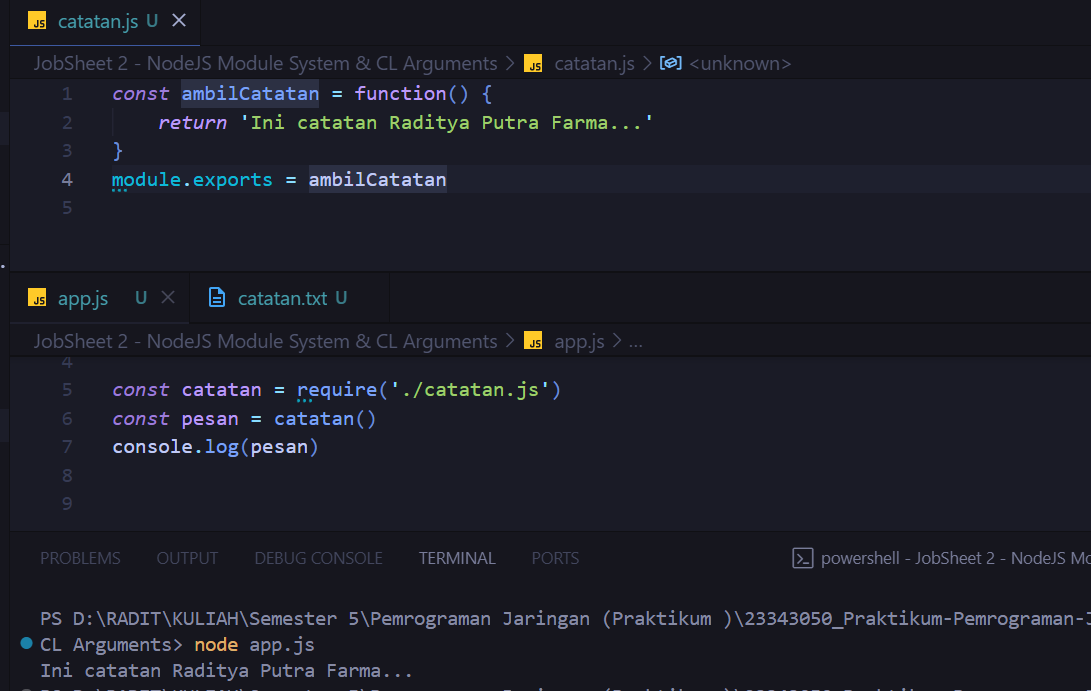 JS catatan.js U
JobSheet 2 - NodeJS Module System & CL Arguments > JS catatan.js > <unknown>
1 const ambilCatatan = function() {
2 return 'Ini catatan Raditya Putra Farma...'
3 }
4 module.exports = ambilCatatan
5
JS app.js U catatan.txt U
JobSheet 2 - NodeJS Module System & CL Arguments > JS app.js > ...
4
5 const catatan = require('./catatan.js')
6 const pesan = catatan()
7 console.log(pesan)
8
9
PROBLEMS OUTPUT DEBUG CONSOLE TERMINAL PORTS powershell - JobSheet 2 - NodeJS Mo
PS D:\RADIT\KULIAH\Semester 5\Pemrograman Jaringan (Praktikum )\23343050_Praktikum-Pemrograman-J
CL Arguments> node app.js
Ini catatan Raditya Putra Farma...